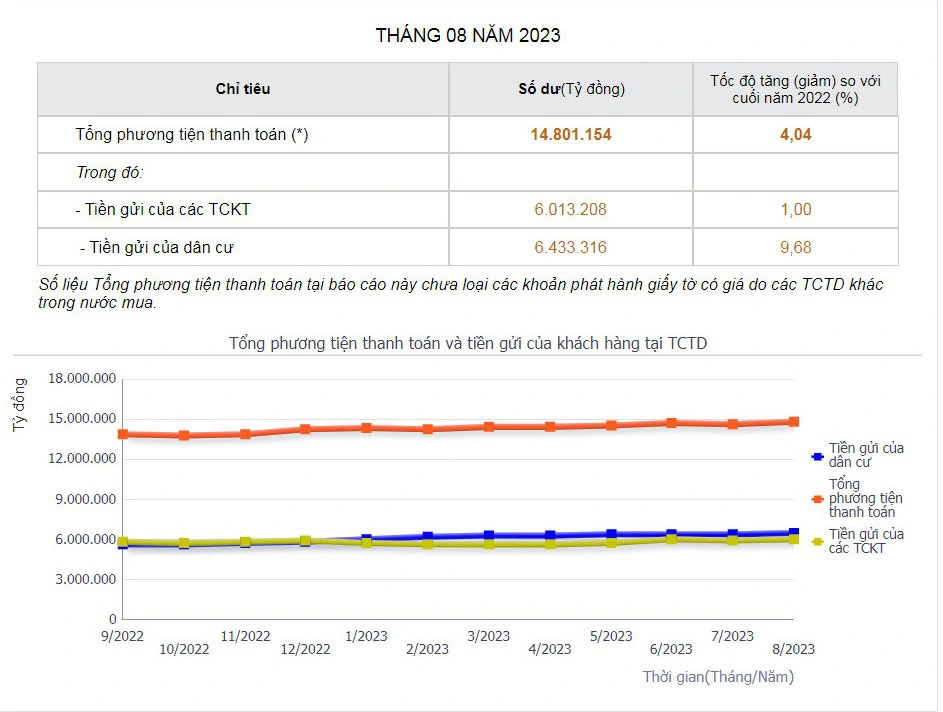 THÁNG 08 NĂM 2023
Chỉ tiêu
Số dư(Tỷ đồng)
Tốc độ tăng (giảm) so với
cuối năm 2022 (%)
Tổng phương tiện thanh toán (*)
14.801.154
4,04
Trong đó:
- Tiền gửi của các TCKT
6.013.208
1,00
- Tiền gửi của dân cư
6.433.316
9,68
Số liệu Tổng phương tiện thanh toán tại báo cáo này chưa loại các khoản phát hành giấy tờ có giá do các TCTD khác
trong nước mua.
Tổng phương tiện thanh toán và tiền gửi của khách hàng tại TCTD
Tỷ đồng
18.000.000
15.000.000
12.000.000
9.000.000
6.000.000
3.000.000
0
9/2022
10/2022
11/2022
12/2022
1/2023
2/2023
3/2023
4/2023
5/2023
6/2023
7/2023
8/2023
Thời gian(Tháng/Năm)
Tiền gửi của
dân cư
Tổng
phương tiện
thanh toán
Tiền gửi của
các TCKT